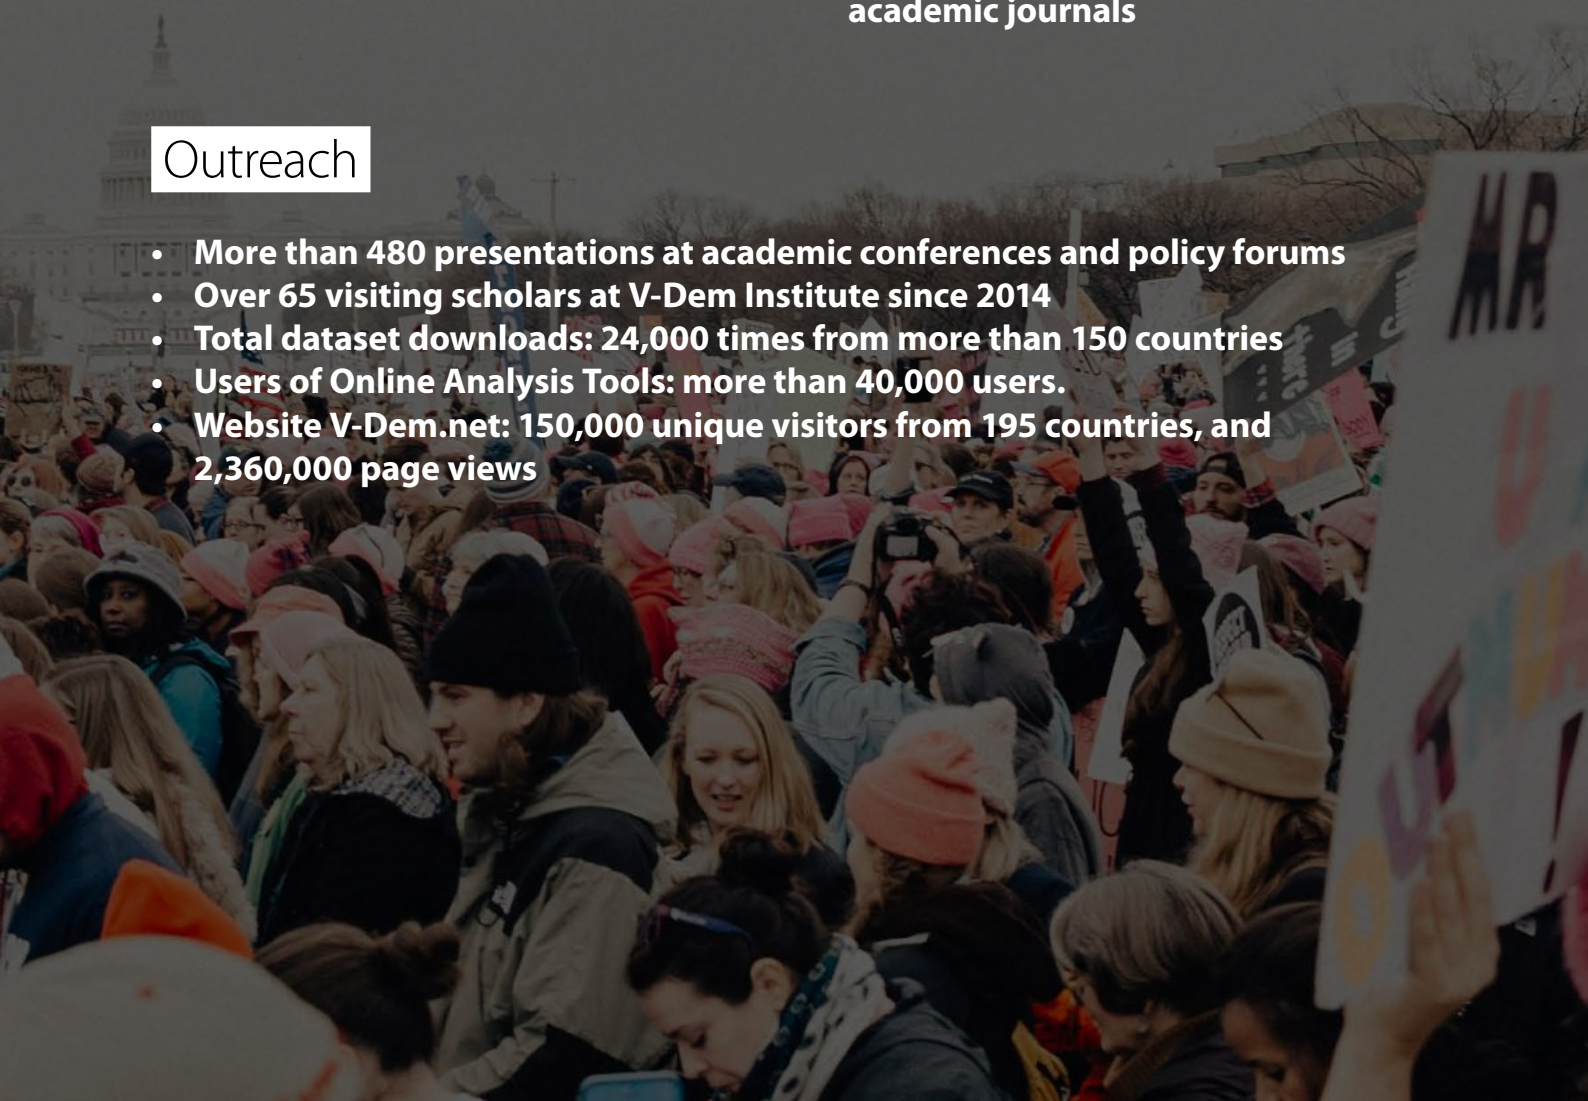 academic journals
Outreach
• More than 480 presentations at academic conferences and policy forums
• Over 65 visiting scholars at V-Dem Institute since 2014
• Total dataset downloads: 24,000 times from more than 150 countries
• Users of Online Analysis Tools: more than 40,000 users.
• Website V-Dem.net: 150,000 unique visitors from 195 countries, and
2,360,000 page views
MR